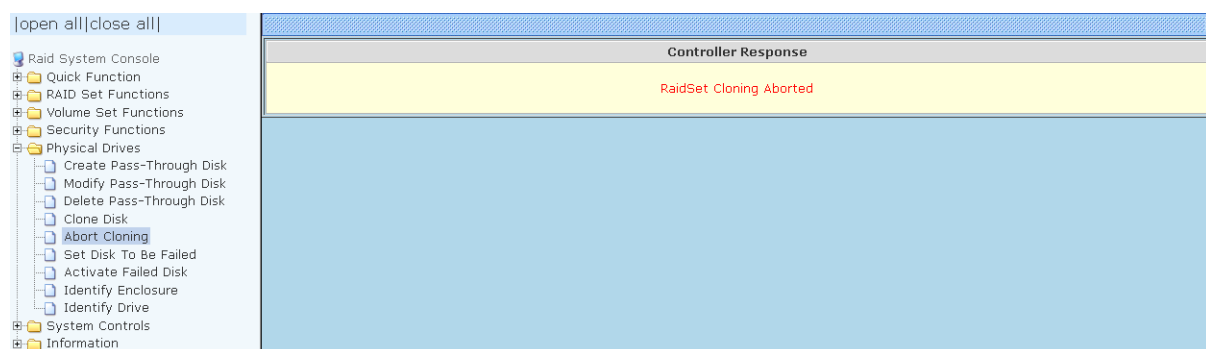 |open all|close all|
Raid System Console
Quick Function
RAID Set Functions
Volume Set Functions
Security Functions
Physical Drives
Create Pass-Through Disk
Modify Pass-Through Disk
Delete Pass-Through Disk
Clone Disk
Abort Cloning
Set Disk To Be Failed
Activate Failed Disk
Identify Enclosure
Identify Drive
System Controls
Information
Controller Response
RaidSet Cloning Aborted